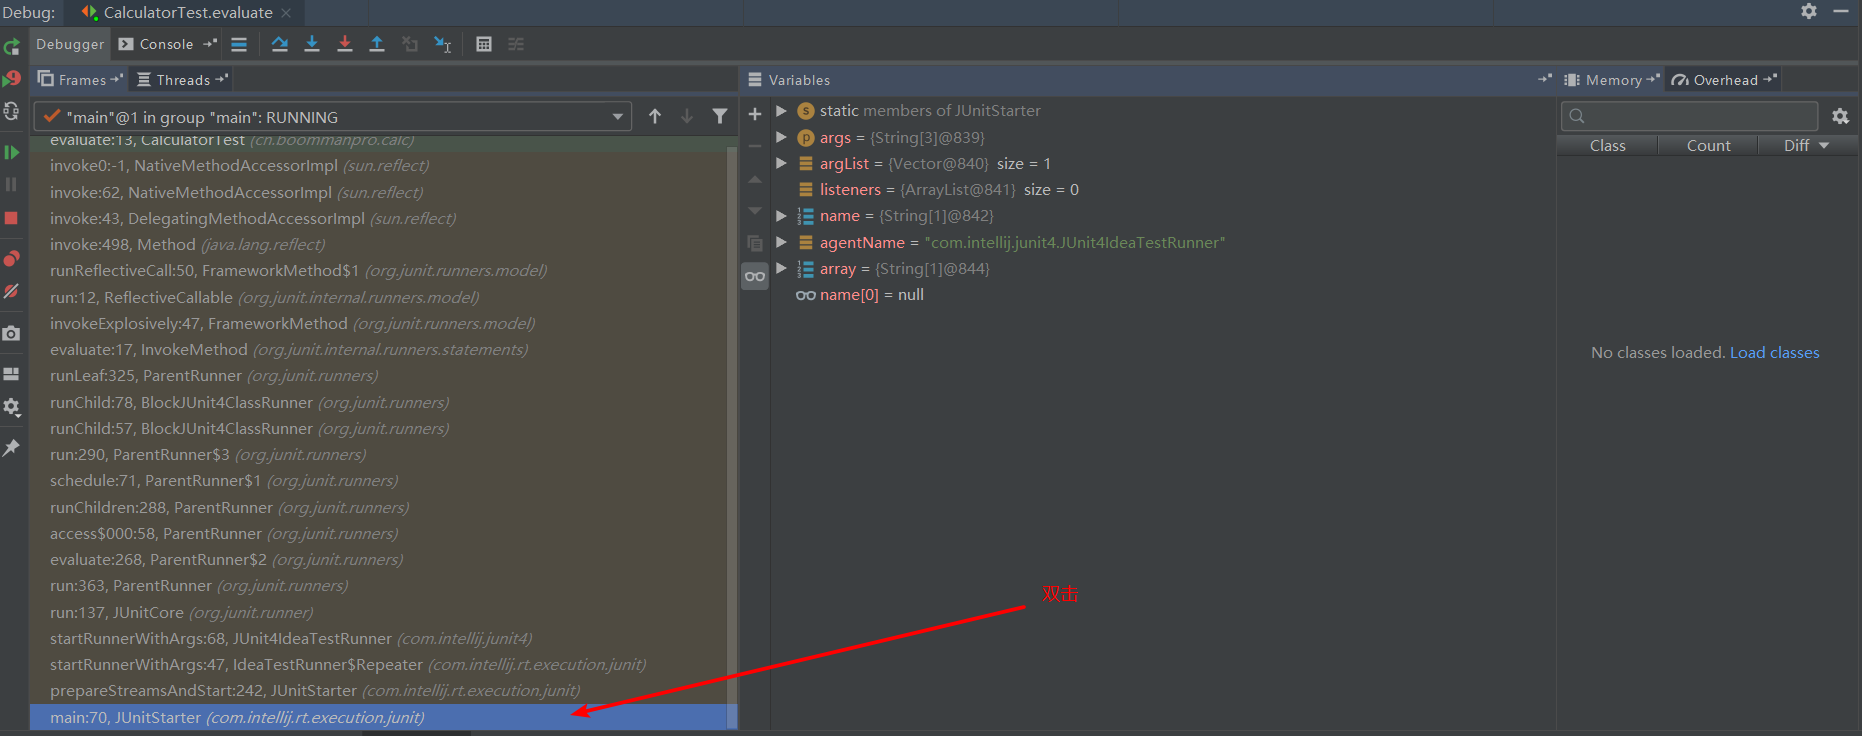 Debug: CalculatorTest.evaluate
Debugger Console
Frames Threads
"main"@1 in group "main": RUNNING
evaluate:13, CalculatorTest (cn.boommanpro.calc)
invoke0:-1, NativeMethodAccessorImpl (sun.reflect)
invoke:62, NativeMethodAccessorImpl (sun.reflect)
invoke:43, DelegatingMethodAccessorImpl (sun.reflect)
invoke:498, Method (java.lang.reflect)
runReflectiveCall:50, FrameworkMethod$1 (org.junit.runners.model)
run:12, ReflectiveCallable (org.junit.internal.runners.model)
invokeExplosively:47, FrameworkMethod (org.junit.runners.model)
evaluate:17, InvokeMethod (org.junit.internal.runners.statements)
runLeaf:325, ParentRunner (org.junit.runners)
runChild:78, BlockJUnit4ClassRunner (org.junit.runners)
runChild:57, BlockJUnit4ClassRunner (org.junit.runners)
run:290, ParentRunner$3 (org.junit.runners)
schedule:71, ParentRunner$1 (org.junit.runners)
runChildren:288, ParentRunner (org.junit.runners)
access$000:58, ParentRunner (org.junit.runners)
evaluate:268, ParentRunner$2 (org.junit.runners)
run:363, ParentRunner (org.junit.runners)
run:137, JUnitCore (org.junit.runner)
startRunnerWithArgs:68, JUnit4IdeaTestRunner (com.intellij.junit4)
startRunnerWithArgs:47, IdeaTestRunner$Repeater (com.intellij.rt.execution.junit)
prepareStreamsAndStart:242, JUnitStarter (com.intellij.rt.execution.junit)
main:70, JUnitStarter (com.intellij.rt.execution.junit)
Variables
static members of JUnitStarter
args = {String[3]@839}
argList = {Vector@840} size = 1
listeners = {ArrayList@841} size = 0
name = {String[1]@842}
agentName = "com.intellij.junit4.JUnit4IdeaTestRunner"
array = {String[1]@844}
name[0] = null
双击
Memory Overhead
Class Count Diff
No classes loaded. Load classes